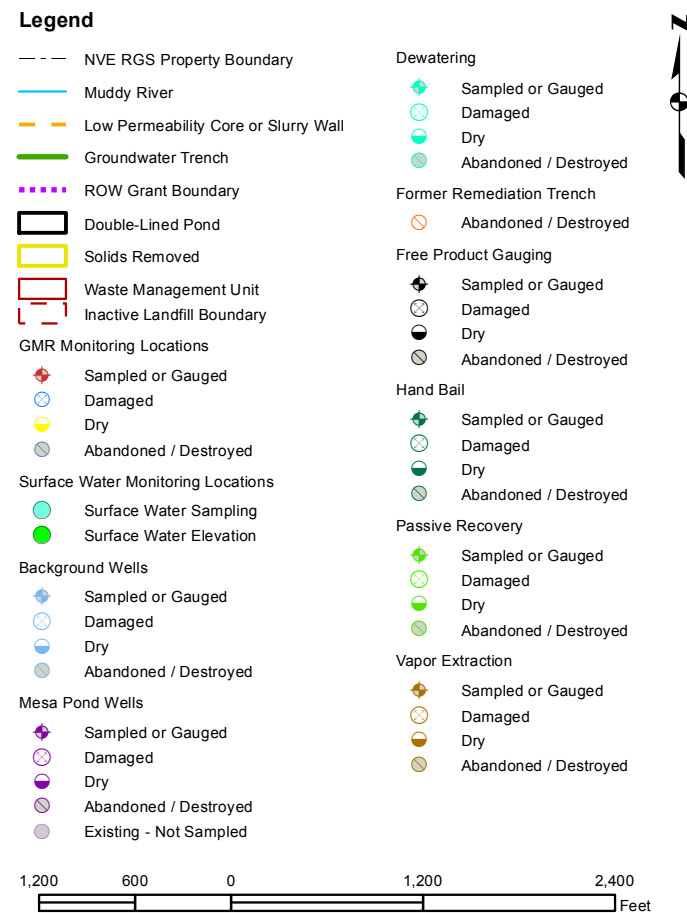 Legend
NVE RGS Property Boundary
Muddy River
Low Permeability Core or Slurry Wall
Groundwater Trench
ROW Grant Boundary
Double-Lined Pond
Solids Removed
Waste Management Unit
Inactive Landfill Boundary
GMR Monitoring Locations
Sampled or Gauged
Damaged
Dry
Abandoned / Destroyed
Surface Water Monitoring Locations
Surface Water Sampling
Surface Water Elevation
Background Wells
Sampled or Gauged
Damaged
Dry
Abandoned / Destroyed
Mesa Pond Wells
Sampled or Gauged
Damaged
Dry
Abandoned / Destroyed
Existing - Not Sampled
Dewatering
Sampled or Gauged
Damaged
Dry
Abandoned / Destroyed
Former Remediation Trench
Abandoned / Destroyed
Free Product Gauging
Sampled or Gauged
Damaged
Dry
Abandoned / Destroyed
Hand Bail
Sampled or Gauged
Damaged
Dry
Abandoned / Destroyed
Passive Recovery
Sampled or Gauged
Damaged
Dry
Abandoned / Destroyed
Vapor Extraction
Sampled or Gauged
Damaged
Dry
Abandoned / Destroyed
N
1,200 600 0 1,200 2,400
Feet